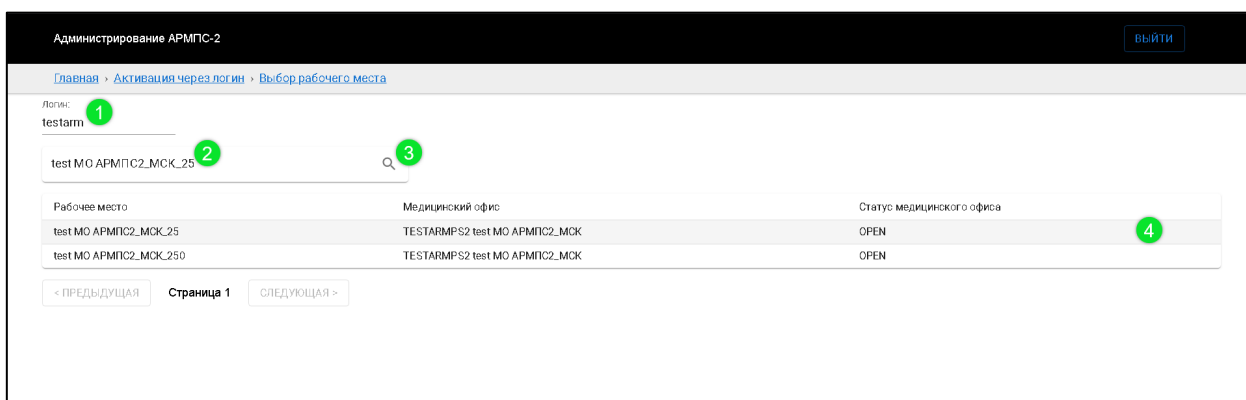 Администрирование АРМПС-2 ВЫЙТИ
Главная › Активация через логин › Выбор рабочего места
Логин:
1
testarm
2
3
test МО АРМПС2_МСК_25
Рабочее место Медицинский офис Статус медицинского офиса
test МО АРМПС2_МСК_25 TESTARMPS2 test МО АРМПС2_МСК OPEN 4
test МО АРМПС2_МСК_250 TESTARMPS2 test МО АРМПС2_МСК OPEN
< ПРЕДЫДУЩАЯ Страница 1 СЛЕДУЮЩАЯ >